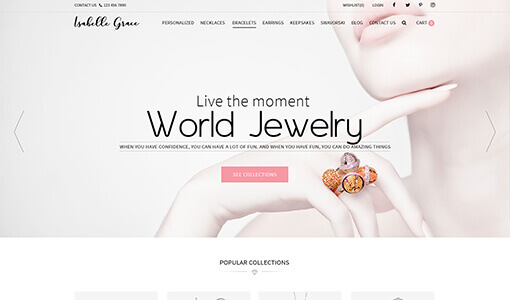 CONTACT US 123 456 7890 WISHLIST(0) LOGIN
Isabelle Grace PERSONALIZED NECKLACES BRACELETS EARRINGS KEEPSAKES SWAVORSKI BLOG CONTACT US CART 0
Live the moment
World Jewelry
WHEN YOU HAVE CONFIDENCE, YOU CAN HAVE A LOT OF FUN. AND WHEN YOU HAVE FUN, YOU CAN DO AMAZING THINGS
SEE COLLECTIONS
POPULAR COLLECTIONS